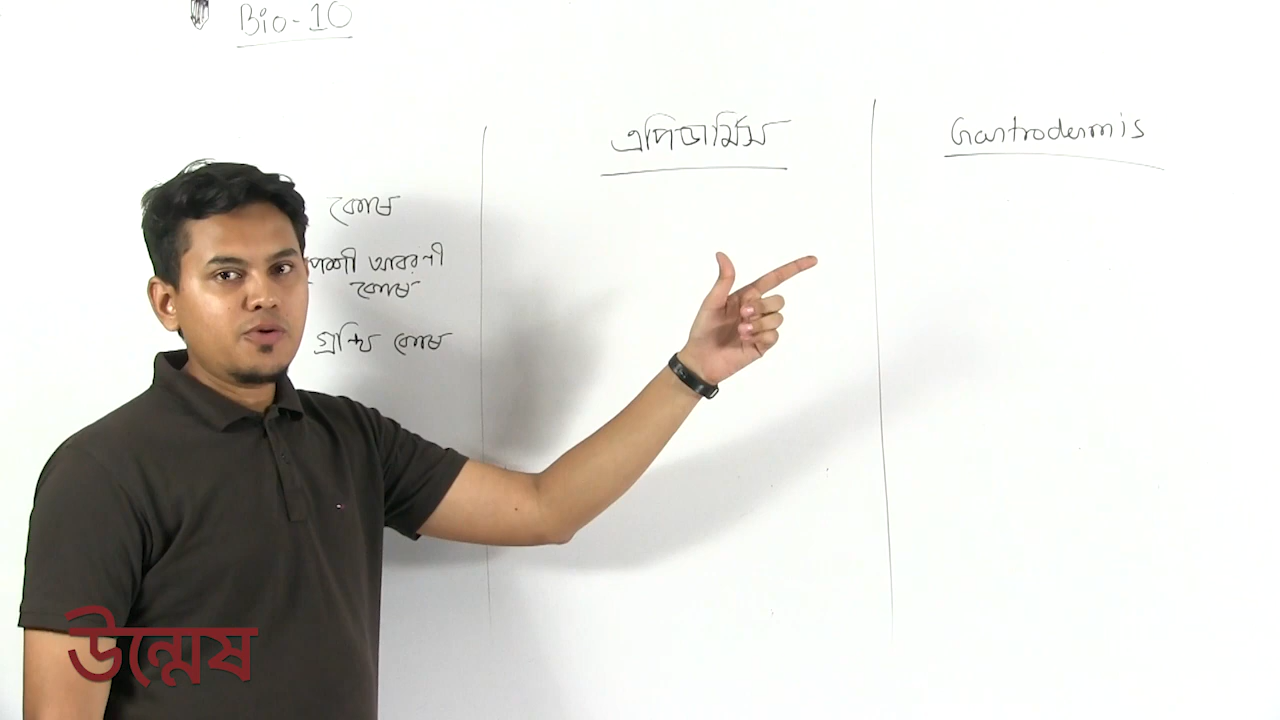 Bio-10
এপিডার্মিস
Gastrodermis
কোষ
পেশী আবরণী
কোষ
গ্রন্থি কোষ
উন্মেষ